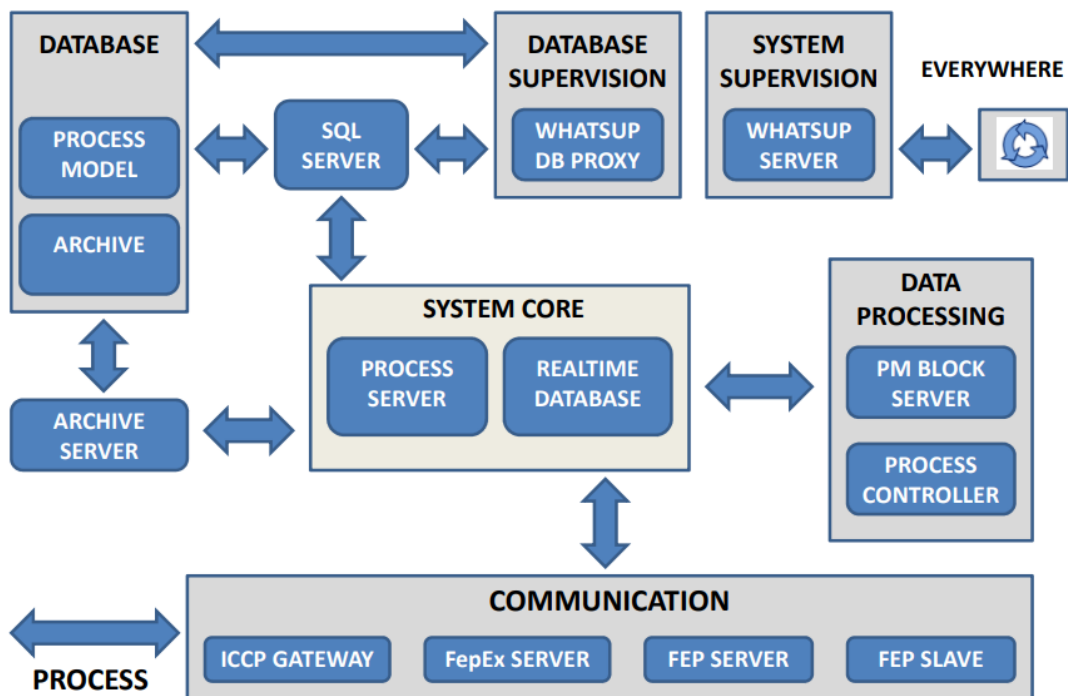 DATABASE
PROCESS
MODEL
ARCHIVE
SQL
SERVER
DATABASE
SUPERVISION
WHATSUP
DB PROXY
SYSTEM
SUPERVISION
WHATSUP
SERVER
EVERYWHERE
ARCHIVE
SERVER
SYSTEM CORE
PROCESS
SERVER
REALTIME
DATABASE
DATA
PROCESSING
PM BLOCK
SERVER
PROCESS
CONTROLLER
PROCESS
COMMUNICATION
ICCP GATEWAY
FepEx SERVER
FEP SERVER
FEP SLAVE